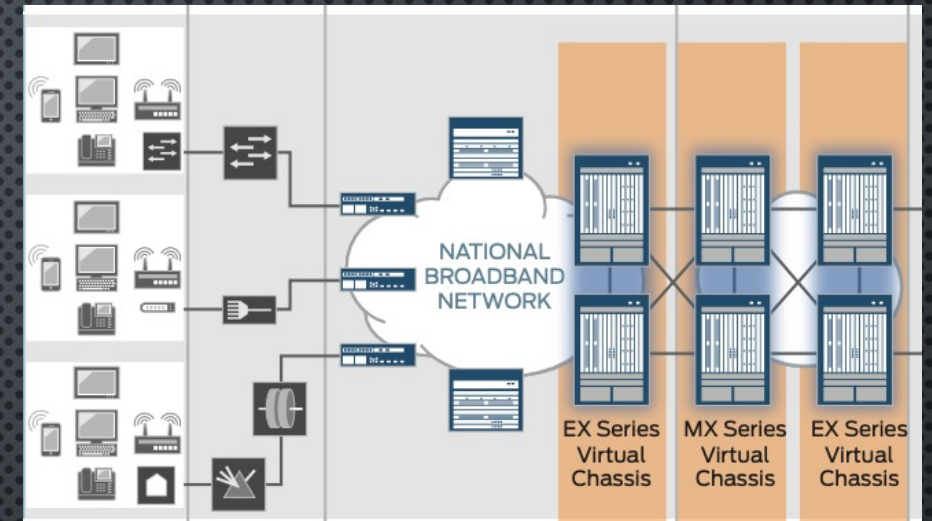 NATIONAL
BROADBAND
NETWORK
EX Series
Virtual
Chassis
MX Series
Virtual
Chassis
EX Series
Virtual
Chassis